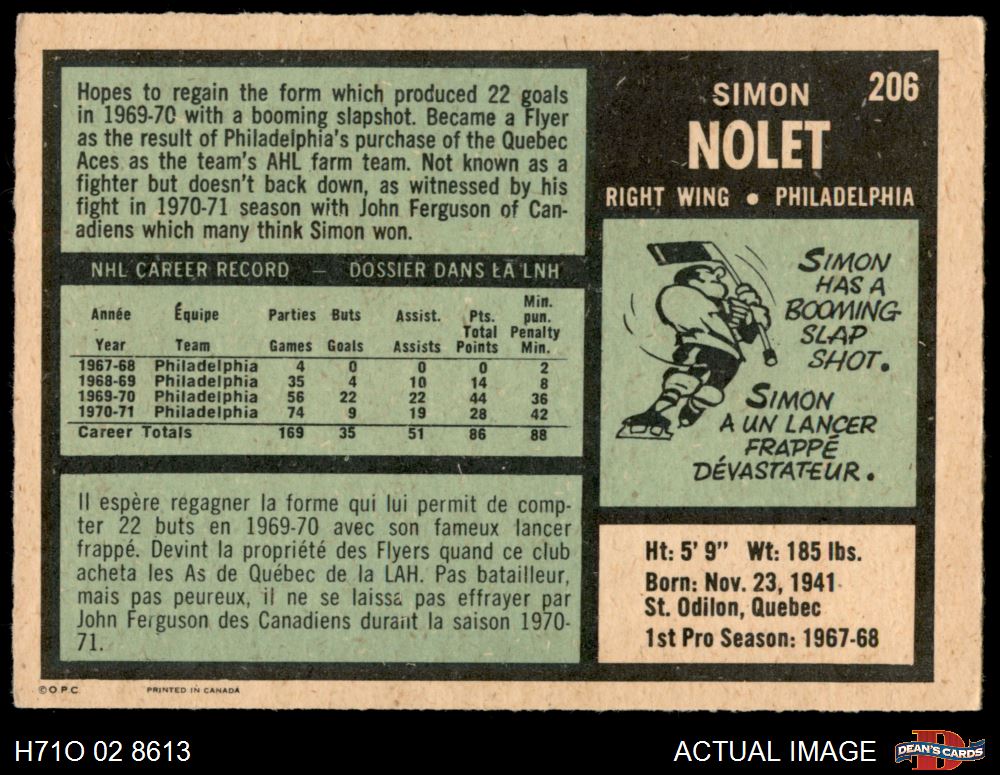 Hopes to regain the form which produced 22 goals
in 1969-70 with a booming slapshot. Became a Flyer
as the result of Philadelphia's purchase of the Quebec
Aces as the team's AHL farm team. Not known as a
fighter but doesn't back down, as witnessed by his
fight in 1970-71 season with John Ferguson of Can-
adiens which many think Simon won.
NHL CAREER RECORD — DOSSIER DANS LA LNH
Année Équipe Parties Buts Assist. Pts. Total Min. pun.
Year Team Games Goals Assists Points Penalty Min.
1967-68 Philadelphia 4 0 0 0 2
1968-69 Philadelphia 35 4 10 14 8
1969-70 Philadelphia 56 22 22 44 36
1970-71 Philadelphia 74 9 19 28 42
Career Totals 169 35 51 86 88
Il espère regagner la forme qui lui permit de comp-
ter 22 buts en 1969-70 avec son fameux lancer
frappé. Devint la propriété des Flyers quand ce club
acheta les As de Québec de la LAH. Pas batailleur,
mais pas peureux, il ne se laissa pas effrayer par
John Ferguson des Canadiens durant la saison 1970-
71.
206
SIMON
NOLET
RIGHT WING • PHILADELPHIA
SIMON
HAS A
BOOMING
SLAP
SHOT.
SIMON
A UN LANCER
FRAPPÉ
DÉVASTATEUR.
Ht: 5' 9" Wt: 185 lbs.
Born: Nov. 23, 1941
St. Odilon, Quebec
1st Pro Season: 1967-68
©O.P.C. PRINTED IN CANADA
H71O 02 8613
ACTUAL IMAGE
D
DEAN'S CARDS